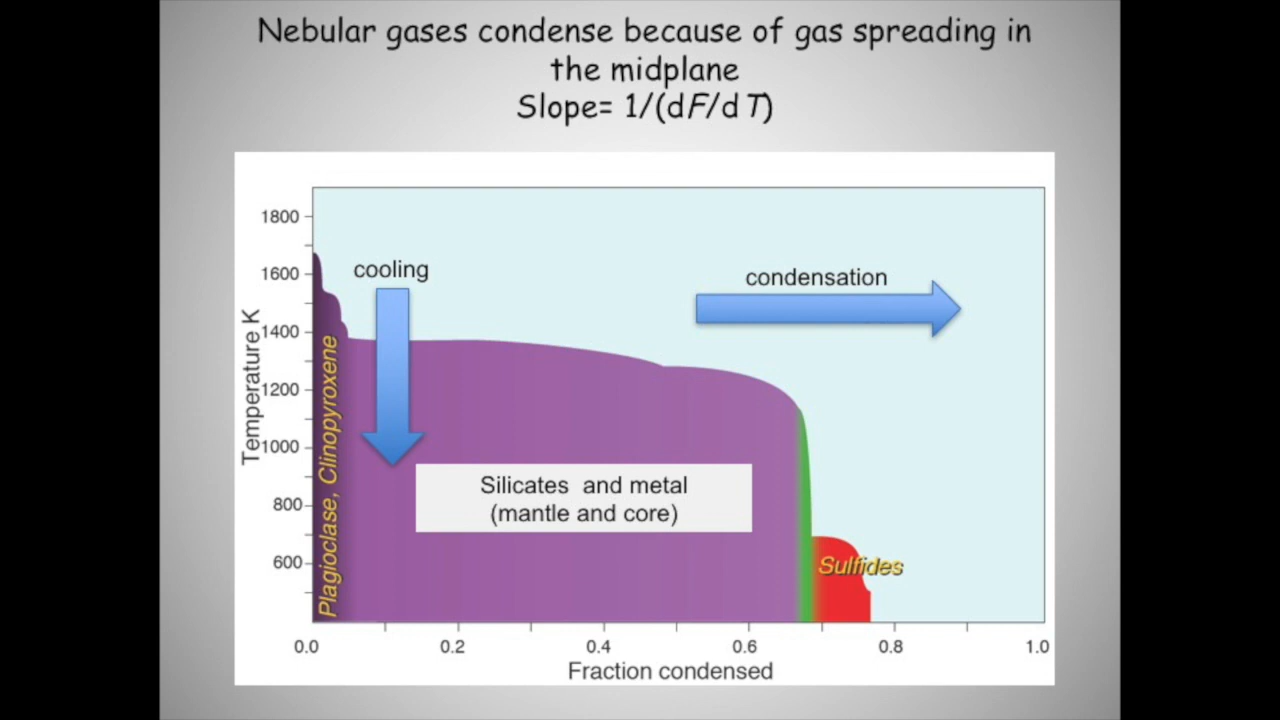 Nebular gases condense because of gas spreading in
the midplane
Slope= 1/(dF/dT)
1800
1600
1400
1200
1000
800
600
Temperature K
cooling
condensation
Plagioclase, Clinopyroxene
Silicates and metal
(mantle and core)
Sulfides
0.0 0.2 0.4 0.6 0.8 1.0
Fraction condensed